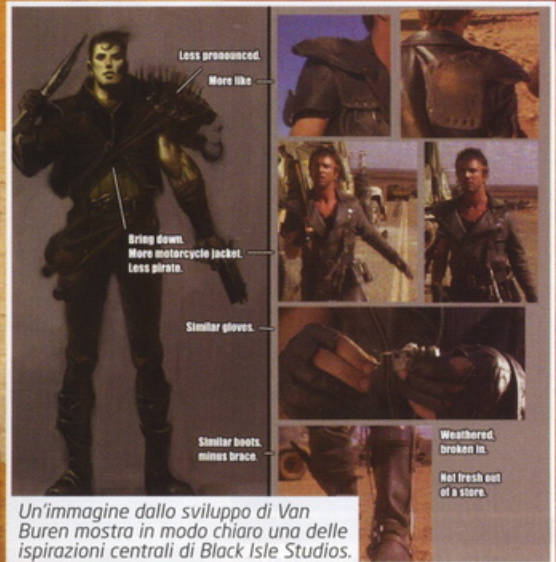 Less pronounced.
More like
Bring down.
More motorcycle jacket.
Less pirate.
Similar gloves.
Similar boots,
minus brace.
Weathered,
broken in.
Not fresh out
of a store.
Un'immagine dallo sviluppo di Van
Buren mostra in modo chiaro una delle
ispirazioni centrali di Black Isle Studios.